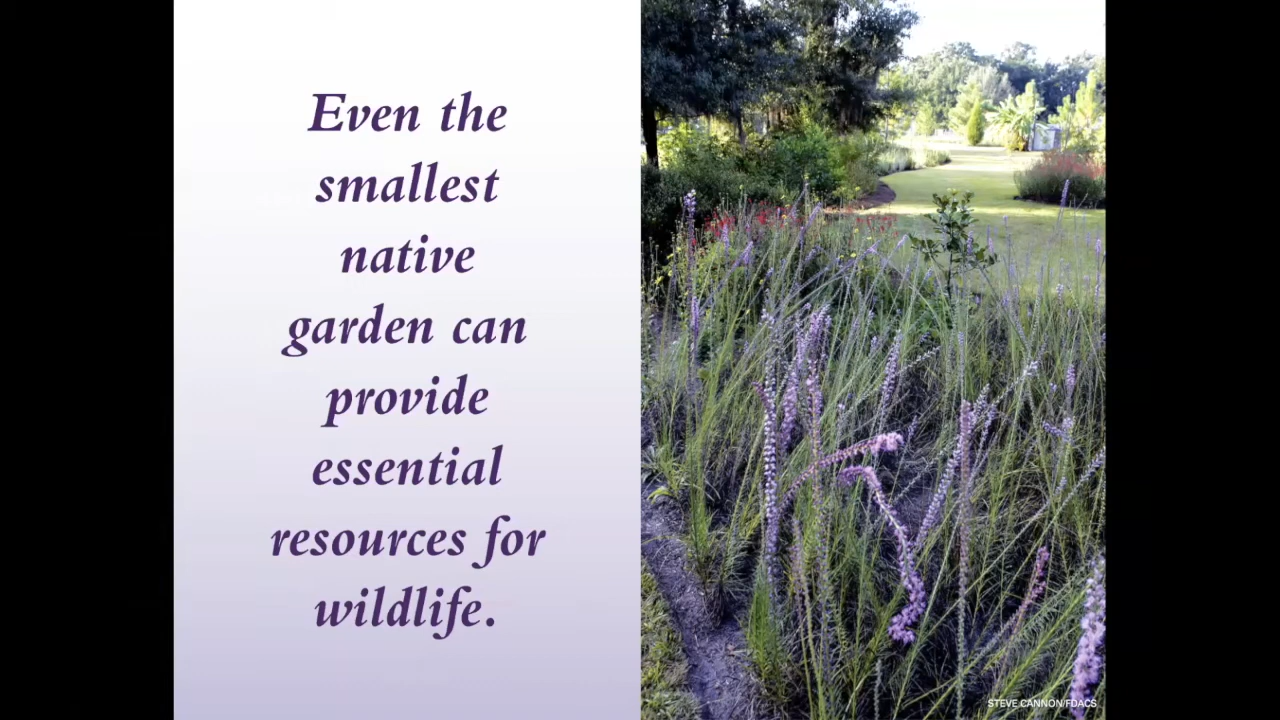 Even the
smallest
native
garden can
provide
essential
resources for
wildlife.
STEVE CANNON/FDACS